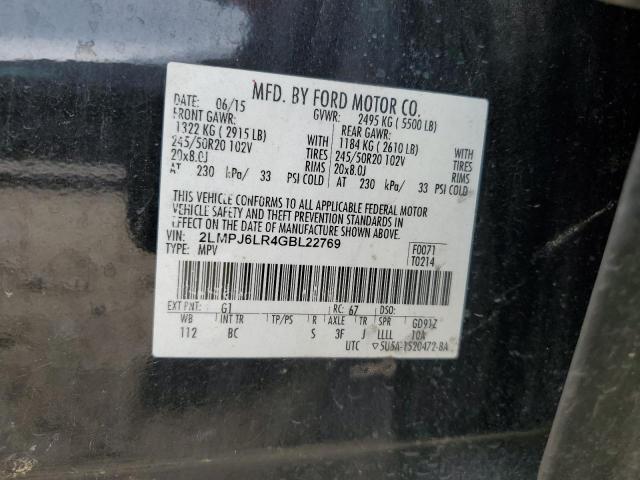 MFD. BY FORD MOTOR CO.
DATE: 06/15 GVWR: 2495 KG ( 5500 LB)
FRONT GAWR: REAR GAWR:
1322 KG ( 2915 LB) WITH 1184 KG ( 2610 LB) WITH
245/50R20 102V TIRES 245/50R20 102V TIRES
20x8.0J RIMS 20x8.0J RIMS
AT 230 kPa/ 33 PSI COLD AT 230 kPa/ 33 PSI COLD
THIS VEHICLE CONFORMS TO ALL APPLICABLE FEDERAL MOTOR
VEHICLE SAFETY AND THEFT PREVENTION STANDARDS IN
EFFECT ON THE DATE OF MANUFACTURE SHOWN ABOVE.
VIN: 2LMPJ6LR4GBL22769 F0071
TYPE: MPV T0214
EXT PNT: G1 RC: 67 DSO:
WB INT TR TP/PS R AXLE TR SPR GD91Z
112 BC S 3F J LLLL 10A
UTC 5U5A-1520472-BA